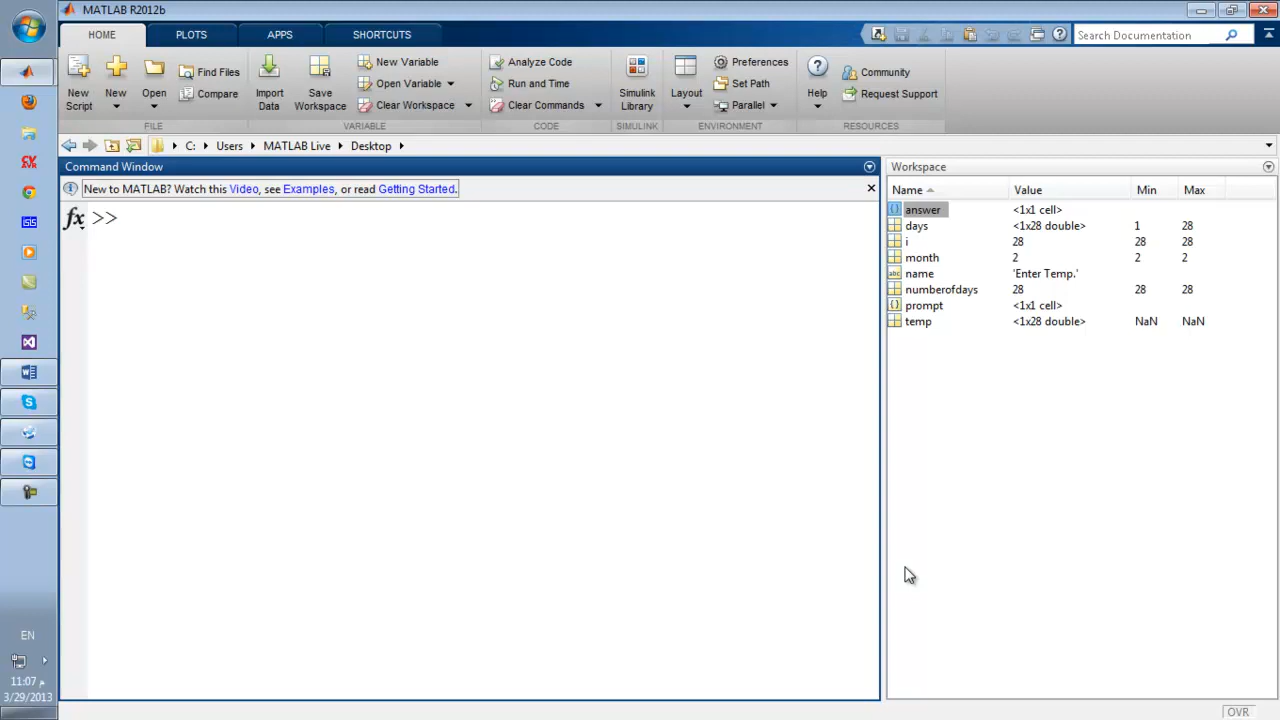 MATLAB R2012b
HOME PLOTS APPS SHORTCUTS
Search Documentation
New Script
New
Open
Find Files
Compare
FILE
Import Data
Save Workspace
New Variable
Open Variable
Clear Workspace
VARIABLE
Analyze Code
Run and Time
Clear Commands
CODE
Simulink Library
SIMULINK
Layout
Preferences
Set Path
Parallel
ENVIRONMENT
Help
Community
Request Support
RESOURCES
C: Users MATLAB Live Desktop
Command Window
New to MATLAB? Watch this Video, see Examples, or read Getting Started.
fx >>
Workspace
Name Value Min Max
answer <1x1 cell>
days <1x28 double> 1 28
i 28 28 28
month 2 2 2
name 'Enter Temp.'
numberofdays 28 28 28
prompt <1x1 cell>
temp <1x28 double> NaN NaN
EN
11:07 م
3/29/2013
OVR